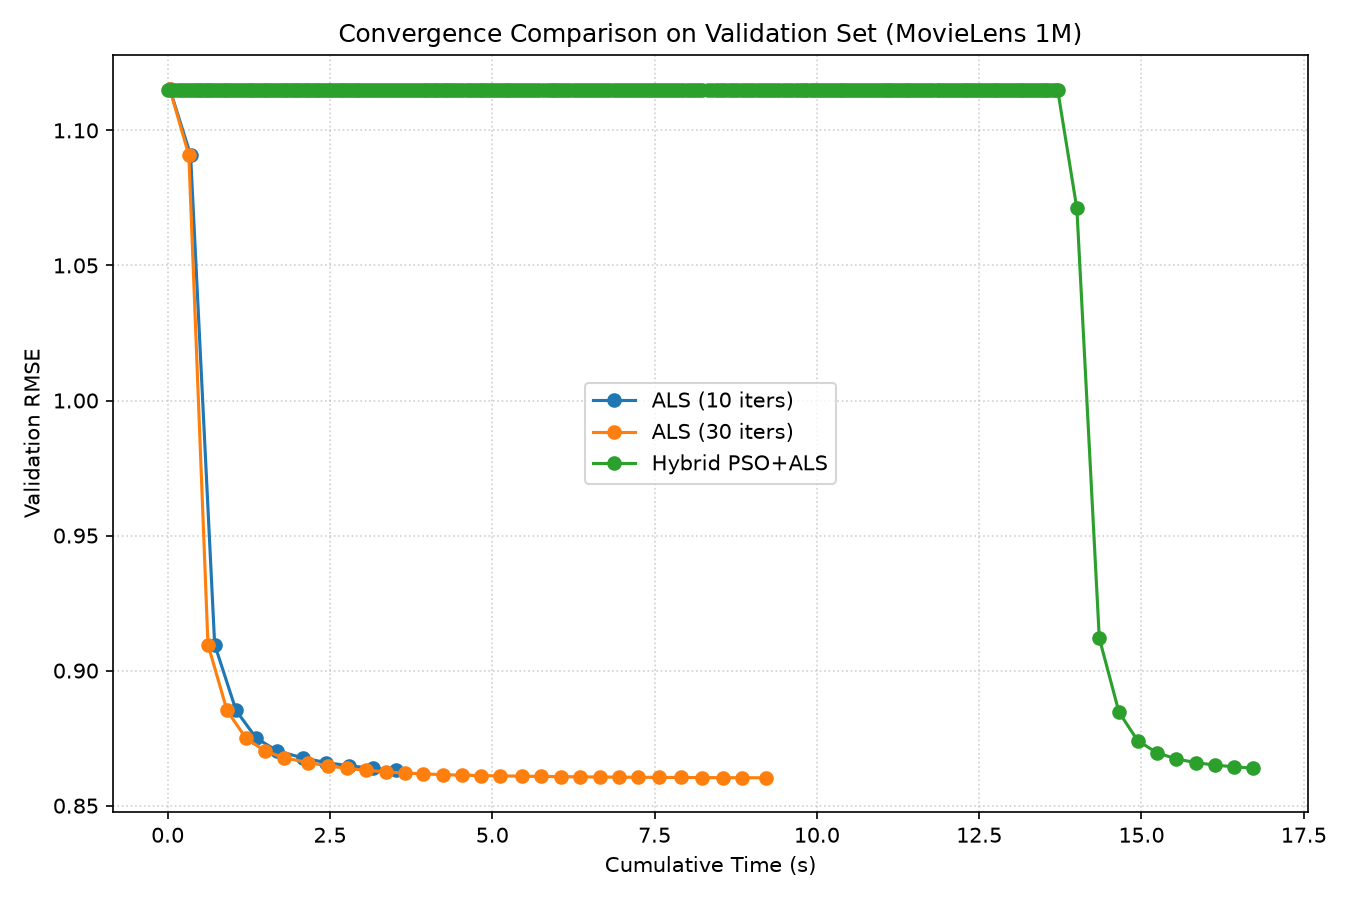 Convergence Comparison on Validation Set (MovieLens 1M)
1.10
1.05
1.00
0.95
0.90
0.85
Validation RMSE
ALS (10 iters)
ALS (30 iters)
Hybrid PSO+ALS
0.0 2.5 5.0 7.5 10.0 12.5 15.0 17.5
Cumulative Time (s)